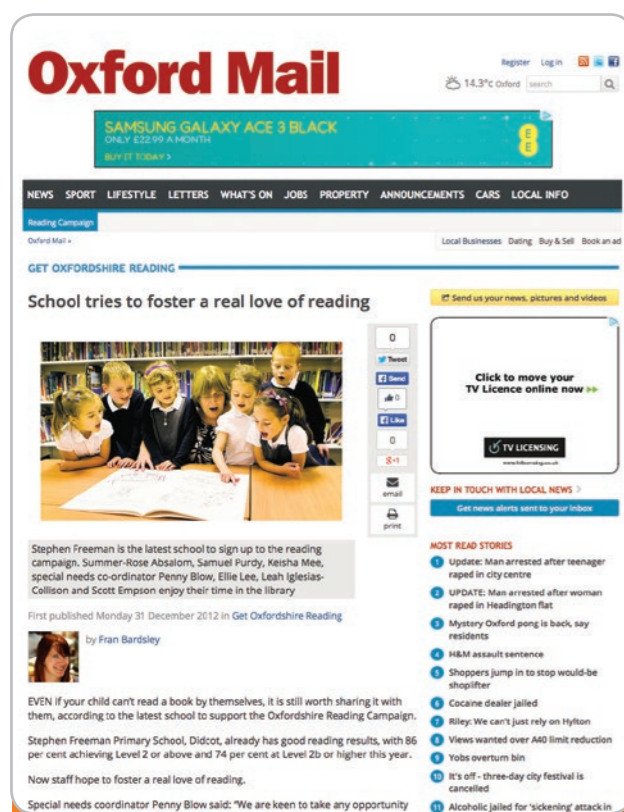 Oxford Mail
Register Log in
14.3°C Oxford search
SAMSUNG GALAXY ACE 3 BLACK
ONLY £22.99 A MONTH
BUY IT TODAY >
EE
NEWS SPORT LIFESTYLE LETTERS WHAT'S ON JOBS PROPERTY ANNOUNCEMENTS CARS LOCAL INFO
Reading Campaign
Oxford Mail »
Local Businesses Dating Buy & Sell Book an ad
GET OXFORDSHIRE READING
School tries to foster a real love of reading
0
Tweet
Send
0
Like
0
+1
email
print
Stephen Freeman is the latest school to sign up to the reading
campaign. Summer-Rose Absalom, Samuel Purdy, Keisha Mee,
special needs co-ordinator Penny Blow, Ellie Lee, Leah Iglesias-
Collison and Scott Empson enjoy their time in the library
First published Monday 31 December 2012 in Get Oxfordshire Reading
by Fran Bardsley
EVEN if your child can't read a book by themselves, it is still worth sharing it with
them, according to the latest school to support the Oxfordshire Reading Campaign.
Stephen Freeman Primary School, Didcot, already has good reading results, with 86
per cent achieving Level 2 or above and 74 per cent at Level 2b or higher this year.
Now staff hope to foster a real love of reading.
Special needs coordinator Penny Blow said: "We are keen to take any opportunity
Send us your news, pictures and videos
Click to move your
TV Licence online now
TV LICENSING
www.tvlicensing.co.uk
KEEP IN TOUCH WITH LOCAL NEWS >
Get news alerts sent to your inbox
MOST READ STORIES
1 Update: Man arrested after teenager
raped in city centre
2 UPDATE: Man arrested after woman
raped in Headington flat
3 Mystery Oxford pong is back, say
residents
4 H&M assault sentence
5 Shoppers jump in to stop would-be
shoplifter
6 Cocaine dealer jailed
7 Riley: We can't just rely on Hylton
8 Views wanted over A40 limit reduction
9 Yobs overturn bin
10 It's off - three-day city festival is
cancelled
11 Alcoholic jailed for 'sickening' attack in